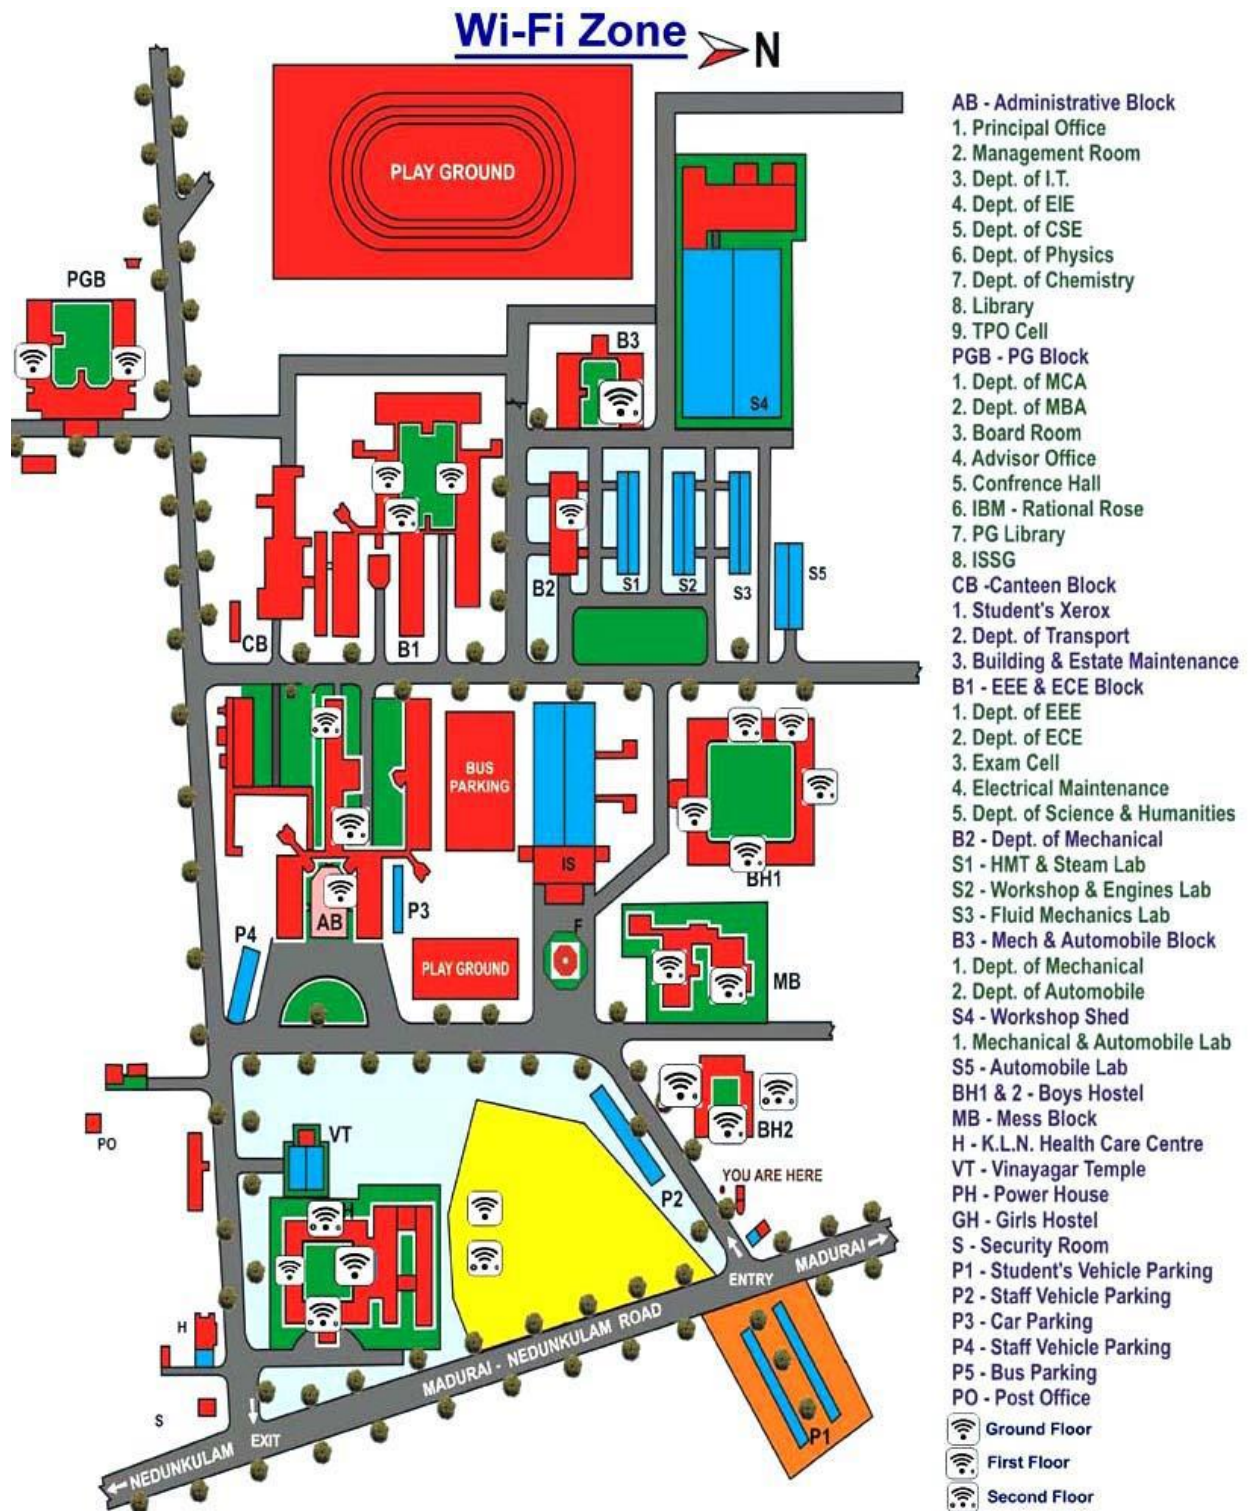 Wi-Fi Zone
N
PLAY GROUND
PGB
B3
S4
S5
B2
S1
S2
S3
CB
B1
BUS
PARKING
IS
BH1
AB
P3
P4
F
PLAY GROUND
MB
PO
VT
BH2
YOU ARE HERE
P2
H
MADURAI
ENTRY
MADURAI - NEDUNKULAM ROAD
H
S
EXIT
NEDUNKULAM
P1
AB - Administrative Block
1. Principal Office
2. Management Room
3. Dept. of I.T.
4. Dept. of EIE
5. Dept. of CSE
6. Dept. of Physics
7. Dept. of Chemistry
8. Library
9. TPO Cell
PGB - PG Block
1. Dept. of MCA
2. Dept. of MBA
3. Board Room
4. Advisor Office
5. Confrence Hall
6. IBM - Rational Rose
7. PG Library
8. ISSG
CB -Canteen Block
1. Student's Xerox
2. Dept. of Transport
3. Building & Estate Maintenance
B1 - EEE & ECE Block
1. Dept. of EEE
2. Dept. of ECE
3. Exam Cell
4. Electrical Maintenance
5. Dept. of Science & Humanities
B2 - Dept. of Mechanical
S1 - HMT & Steam Lab
S2 - Workshop & Engines Lab
S3 - Fluid Mechanics Lab
B3 - Mech & Automobile Block
1. Dept. of Mechanical
2. Dept. of Automobile
S4 - Workshop Shed
1. Mechanical & Automobile Lab
S5 - Automobile Lab
BH1 & 2 - Boys Hostel
MB - Mess Block
H - K.L.N. Health Care Centre
VT - Vinayagar Temple
PH - Power House
GH - Girls Hostel
S - Security Room
P1 - Student's Vehicle Parking
P2 - Staff Vehicle Parking
P3 - Car Parking
P4 - Staff Vehicle Parking
P5 - Bus Parking
PO - Post Office
Ground Floor
First Floor
Second Floor